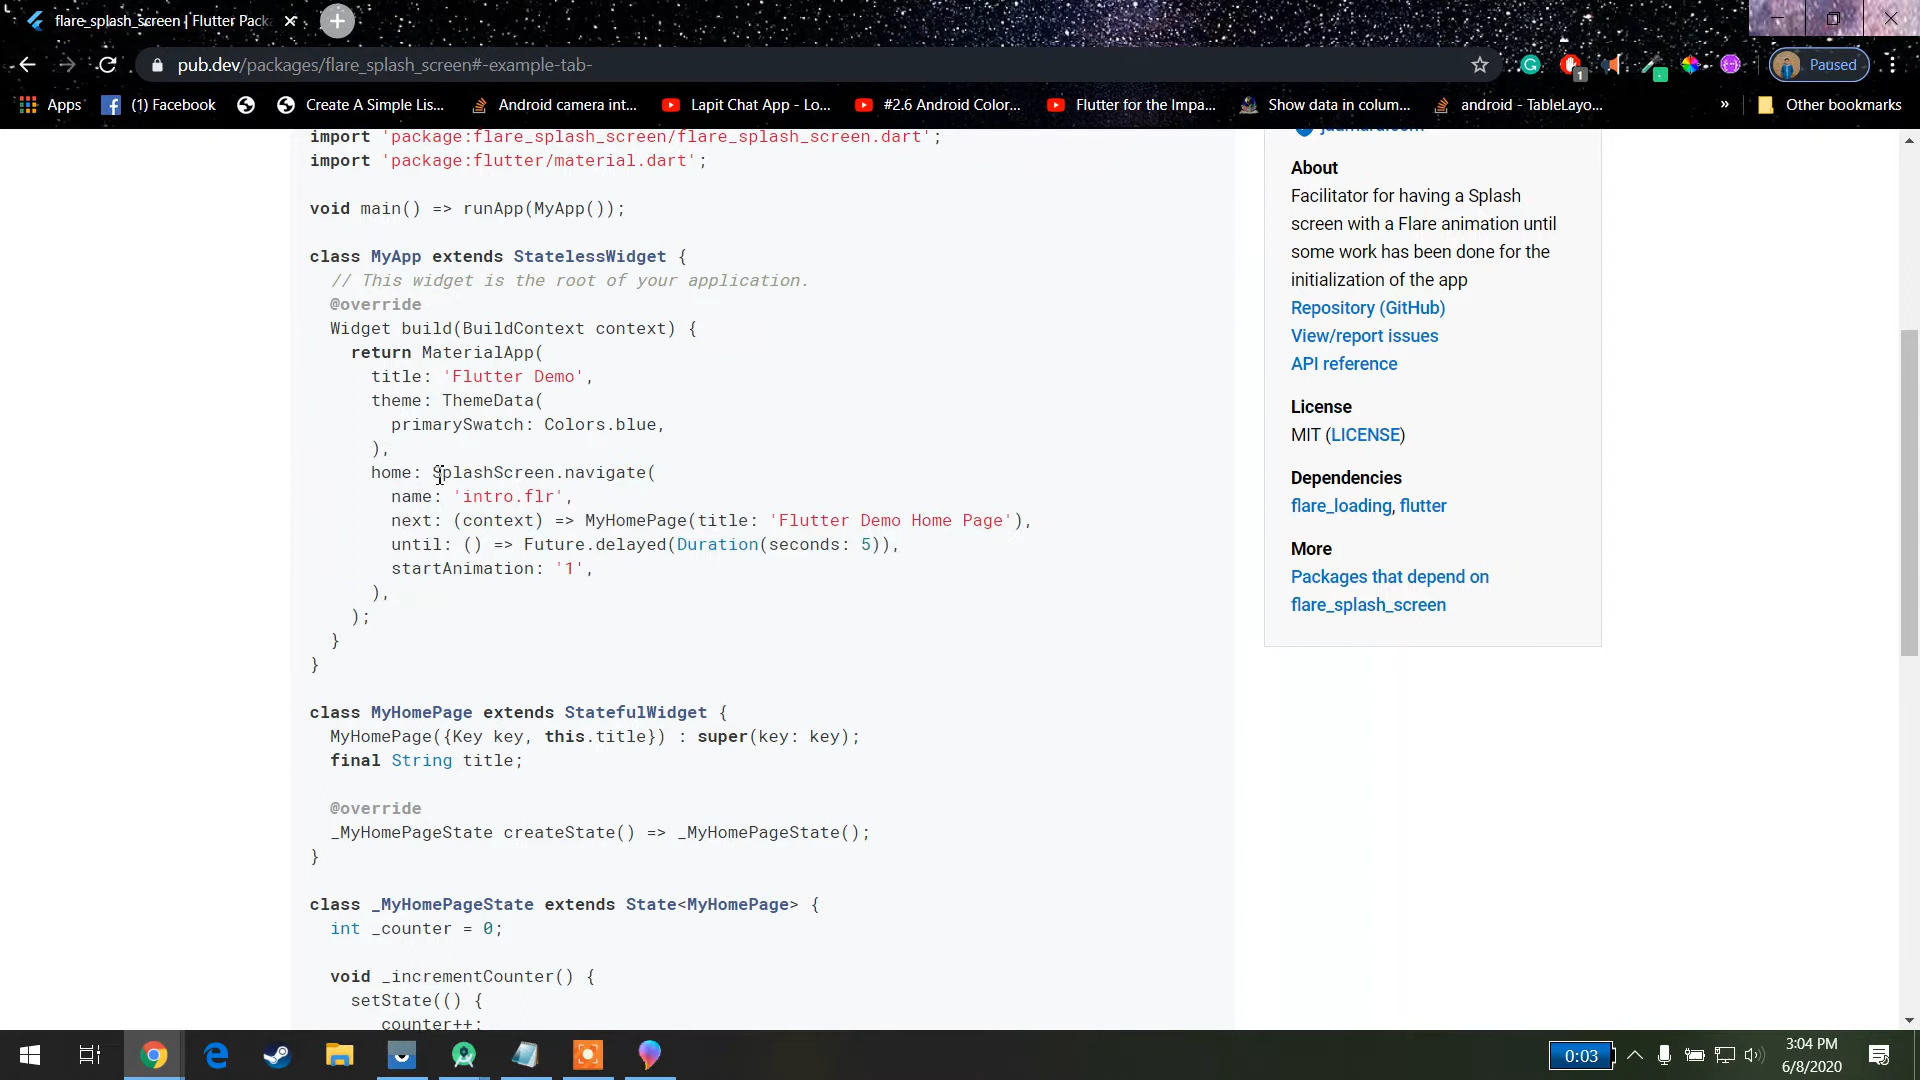 flare_splash_screen | Flutter Pack
pub.dev/packages/flare_splash_screen#-example-tab-
1
Paused
Apps
(1) Facebook
Create A Simple Lis...
Android camera int...
Lapit Chat App - Lo...
#2.6 Android Color...
Flutter for the Impa...
Show data in colum...
android - TableLayo...
»
Other bookmarks
import 'package:flare_splash_screen/flare_splash_screen.dart';
import 'package:flutter/material.dart';
void main() => runApp(MyApp());
class MyApp extends StatelessWidget {
// This widget is the root of your application.
@override
Widget build(BuildContext context) {
return MaterialApp(
title: 'Flutter Demo',
theme: ThemeData(
primarySwatch: Colors.blue,
),
home: SplashScreen.navigate(
name: 'intro.flr',
next: (context) => MyHomePage(title: 'Flutter Demo Home Page'),
until: () => Future.delayed(Duration(seconds: 5)),
startAnimation: '1',
),
);
}
}
class MyHomePage extends StatefulWidget {
MyHomePage({Key key, this.title}) : super(key: key);
final String title;
@override
_MyHomePageState createState() => _MyHomePageState();
}
class _MyHomePageState extends State<MyHomePage> {
int _counter = 0;
void _incrementCounter() {
setState(() {
counter++;
About
Facilitator for having a Splash
screen with a Flare animation until
some work has been done for the
initialization of the app
Repository (GitHub)
View/report issues
API reference
License
MIT (LICENSE)
Dependencies
flare_loading, flutter
More
Packages that depend on
flare_splash_screen
0:03
3:04 PM
6/8/2020